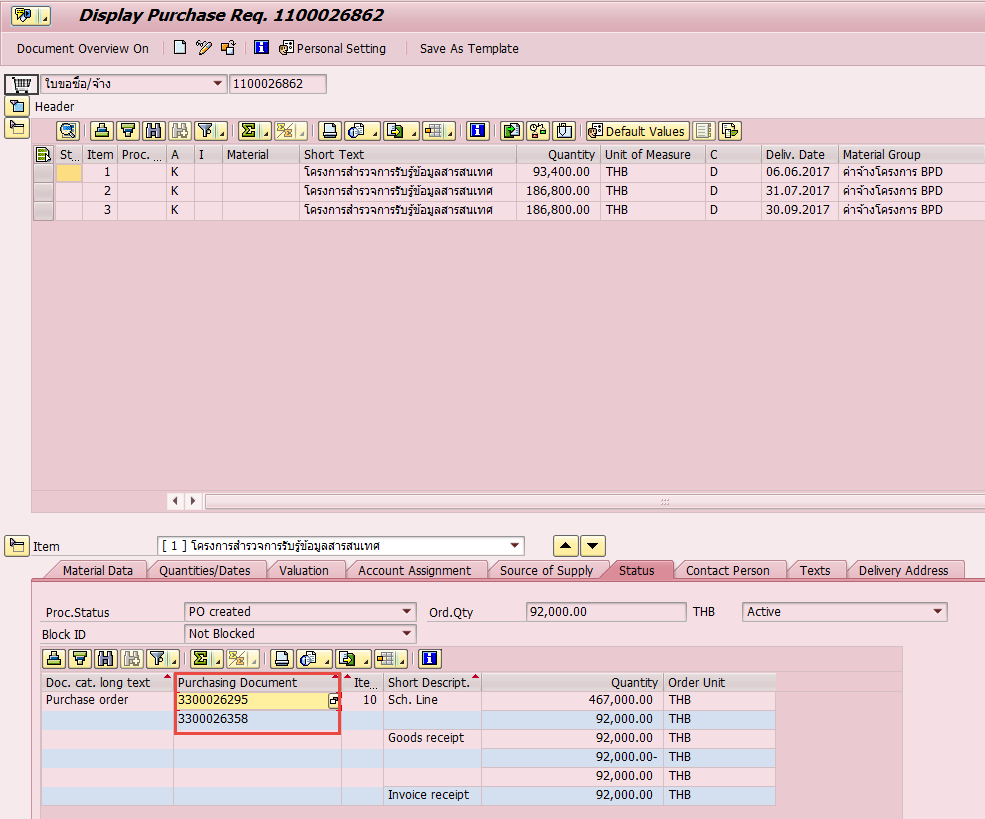 Display Purchase Req. 1100026862
Document Overview On Personal Setting Save As Template
ใบขอซื้อ/จ้าง 1100026862
Header
Default Values
St... Item Proc. ... A I Material Short Text Quantity Unit of Measure C Deliv. Date Material Group
1 K โครงการสำรวจการรับรู้ข้อมูลสารสนเทศ 93,400.00 THB D 06.06.2017 ค่าจ้างโครงการ BPD
2 K โครงการสำรวจการรับรู้ข้อมูลสารสนเทศ 186,800.00 THB D 31.07.2017 ค่าจ้างโครงการ BPD
3 K โครงการสำรวจการรับรู้ข้อมูลสารสนเทศ 186,800.00 THB D 30.09.2017 ค่าจ้างโครงการ BPD
Item [ 1 ] โครงการสำรวจการรับรู้ข้อมูลสารสนเทศ
Material Data Quantities/Dates Valuation Account Assignment Source of Supply Status Contact Person Texts Delivery Address
Proc.Status PO created Ord.Qty 92,000.00 THB Active
Block ID Not Blocked
Doc. cat. long text Purchasing Document Ite... Short Descript. Quantity Order Unit
Purchase order 3300026295 10 Sch. Line 467,000.00 THB
3300026358 92,000.00 THB
Goods receipt 92,000.00 THB
92,000.00- THB
92,000.00 THB
Invoice receipt 92,000.00 THB